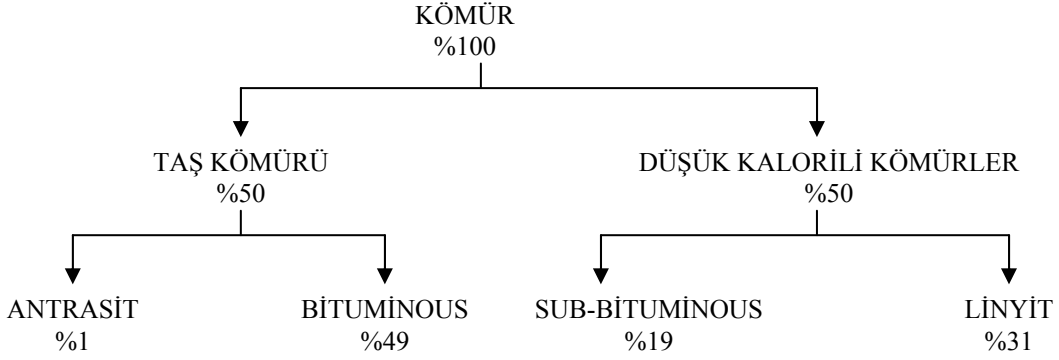 KÖMÜR
%100
TAŞ KÖMÜRÜ
%50
DÜŞÜK KALORİLİ KÖMÜRLER
%50
ANTRASİT
%1
BİTUMİNOUS
%49
SUB-BİTUMİNOUS
%19
LİNYİT
%31